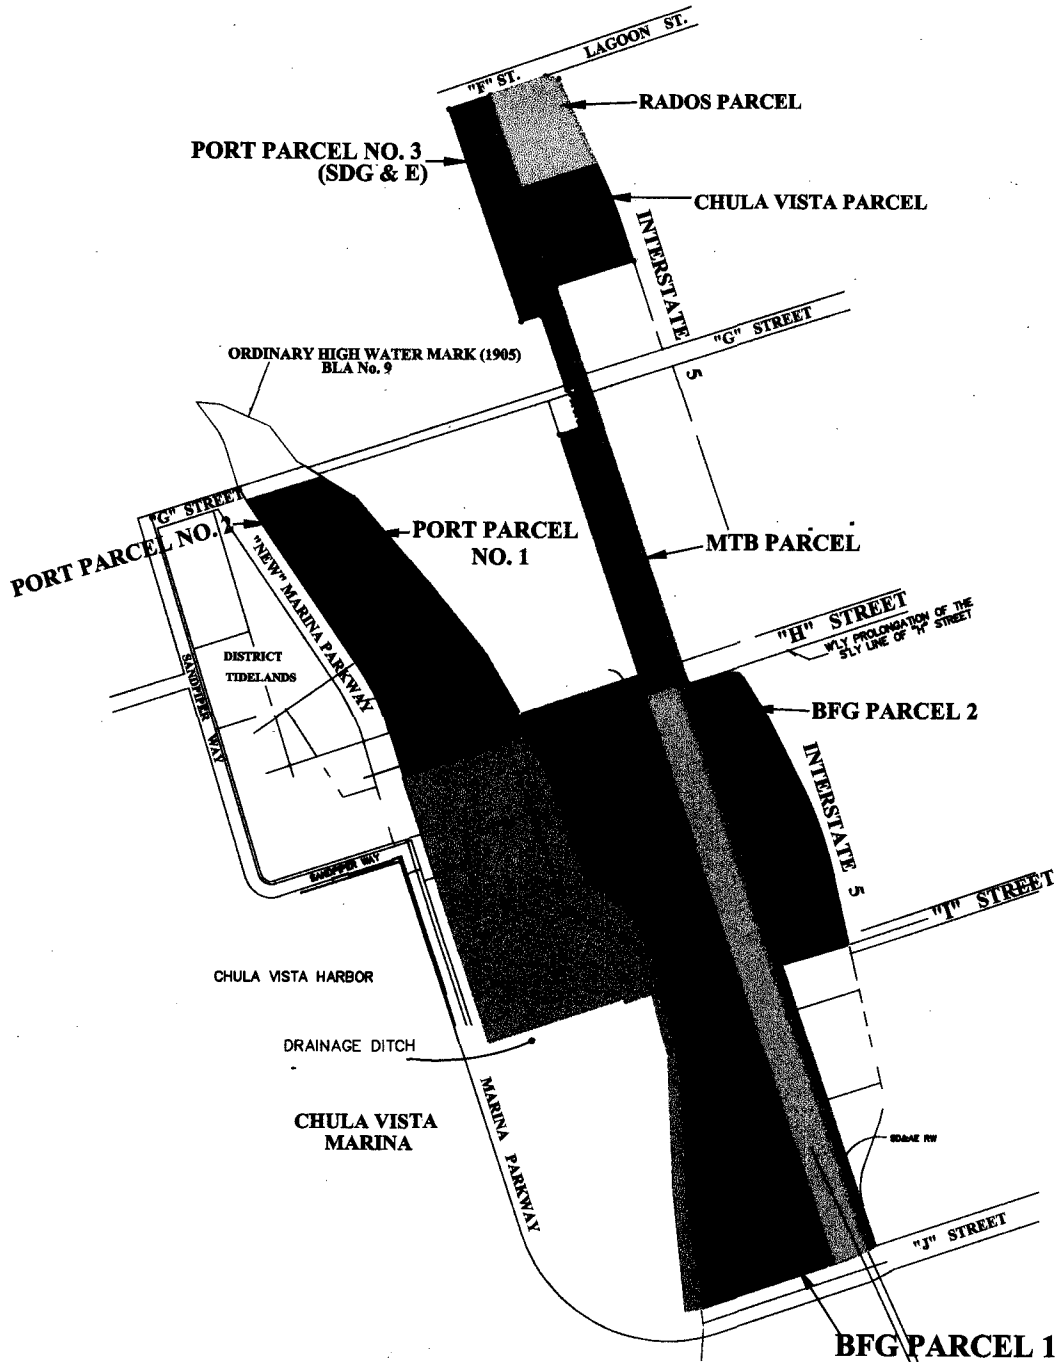 LAGOON ST.
"F" ST.
RADOS PARCEL
PORT PARCEL NO. 3
(SDG & E)
CHULA VISTA PARCEL
INTERSTATE 5
"G" STREET
ORDINARY HIGH WATER MARK (1905)
BLA No. 9
"G" STREET
PORT PARCEL NO. 2
PORT PARCEL
NO. 1
MTB PARCEL
"NEW" MARINA PARKWAY
"H" STREET
W'LY PROLONGATION OF THE
S'LY LINE OF "H" STREET
DISTRICT
TIDELANDS
SANDPIPER WAY
BFG PARCEL 2
INTERSTATE 5
SANDPIPER WAY
"I" STREET
CHULA VISTA HARBOR
DRAINAGE DITCH
MARINA PARKWAY
CHULA VISTA
MARINA
SD&AE RW
"J" STREET
BFG PARCEL 1